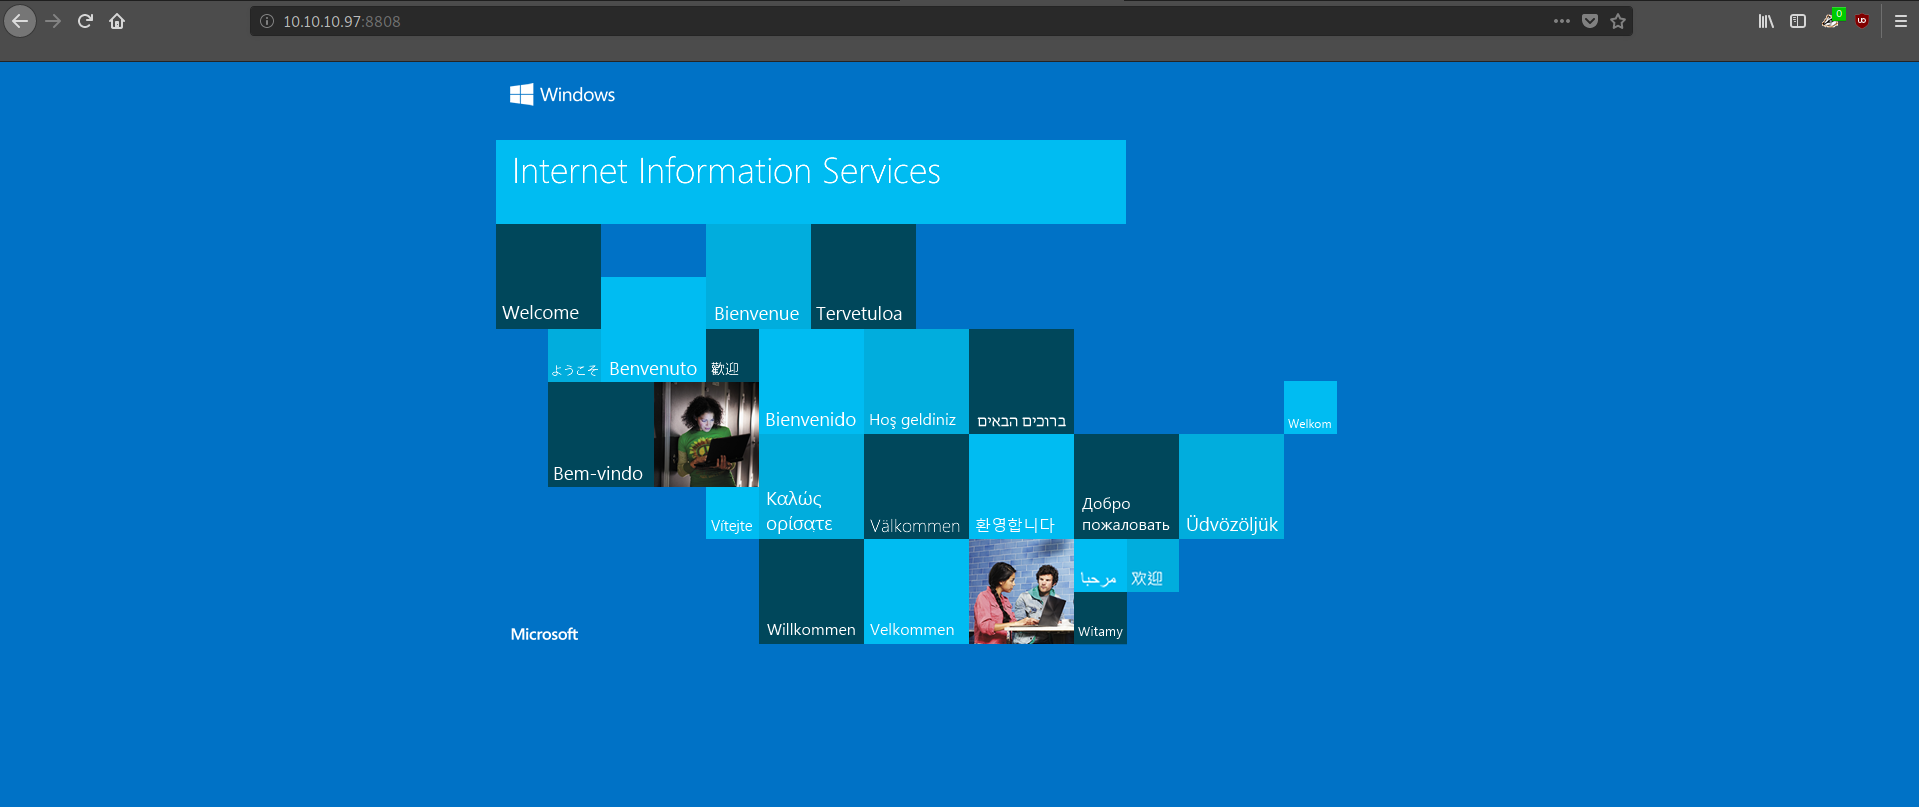 10.10.10.97:8808
0
Windows
Internet Information Services
Welcome
Bienvenue
Tervetuloa
ようこそ
Benvenuto
歡迎
Bienvenido
Hoş geldiniz
ברוכים הבאים
Welkom
Bem-vindo
Vítejte
Καλώς
ορίσατε
Välkommen
환영합니다
Добро
пожаловать
Üdvözöljük
Willkommen
Velkommen
مرحبا
欢迎
Witamy
Microsoft